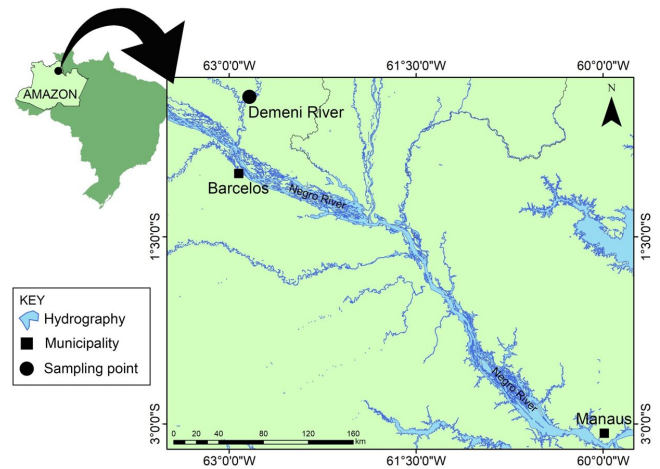 63°0'0"W 61°30'0"W 60°0'0"W
AMAZON
N
Demeni River
Barcelos
Negro River
1°30'0"S
1°30'0"S
KEY
Hydrography
Municipality
Sampling point
Negro River
Manaus
3°0'0"S
3°0'0"S
0 20 40 80 120 160
km
63°0'0"W 61°30'0"W 60°0'0"W